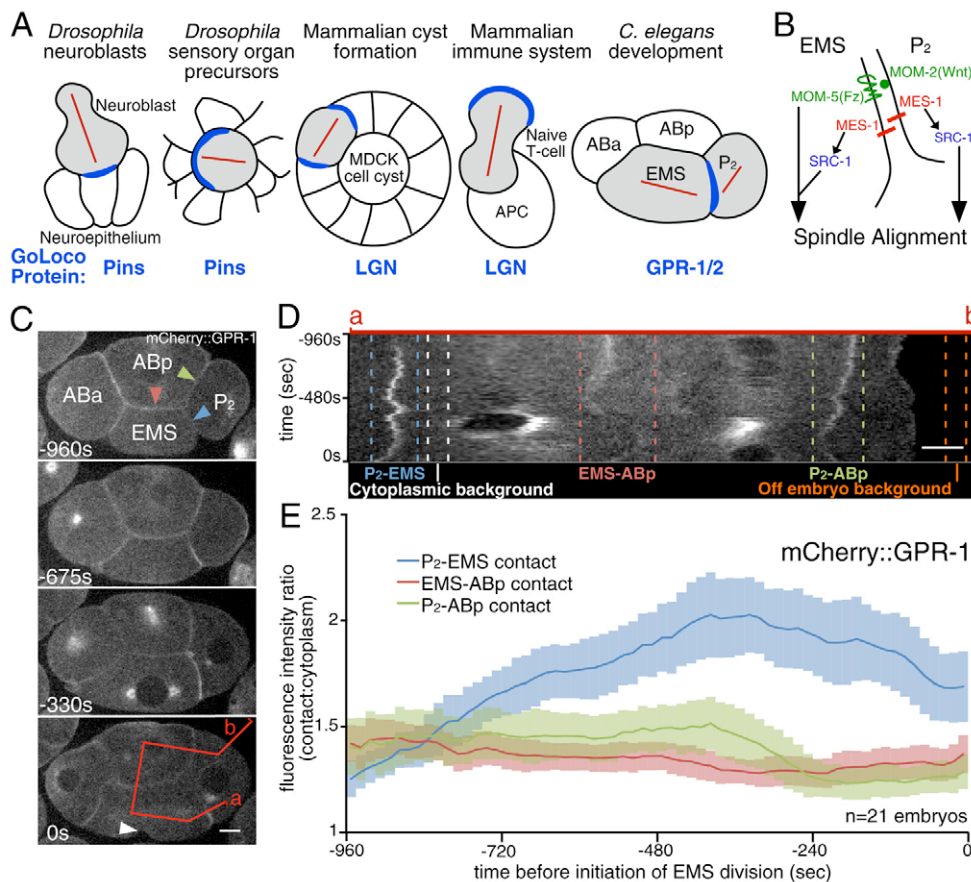 A
Drosophila neuroblasts
Drosophila sensory organ precursors
Mammalian cyst formation
Mammalian immune system
C. elegans development
Neuroblast
Neuroepithelium
MDCK cell cyst
Naive T-cell
APC
ABa
ABp
EMS
P2
GoLoco Protein:
Pins
Pins
LGN
LGN
GPR-1/2
B
EMS
P2
MOM-2(Wnt)
MOM-5(Fz)
MES-1
MES-1
SRC-1
SRC-1
Spindle Alignment
C
mCherry::GPR-1
ABp
ABa
P2
EMS
-960s
-675s
-330s
b
a
0s
D
a
b
time (sec)
-960s
-480s
0s
P2-EMS
EMS-ABp
P2-ABp
Cytoplasmic background
Off embryo background
E
mCherry::GPR-1
P2-EMS contact
EMS-ABp contact
P2-ABp contact
fluorescence intensity ratio
(contact:cytoplasm)
2.5
2
1.5
1
n=21 embryos
-960
-720
-480
-240
0
time before initiation of EMS division (sec)